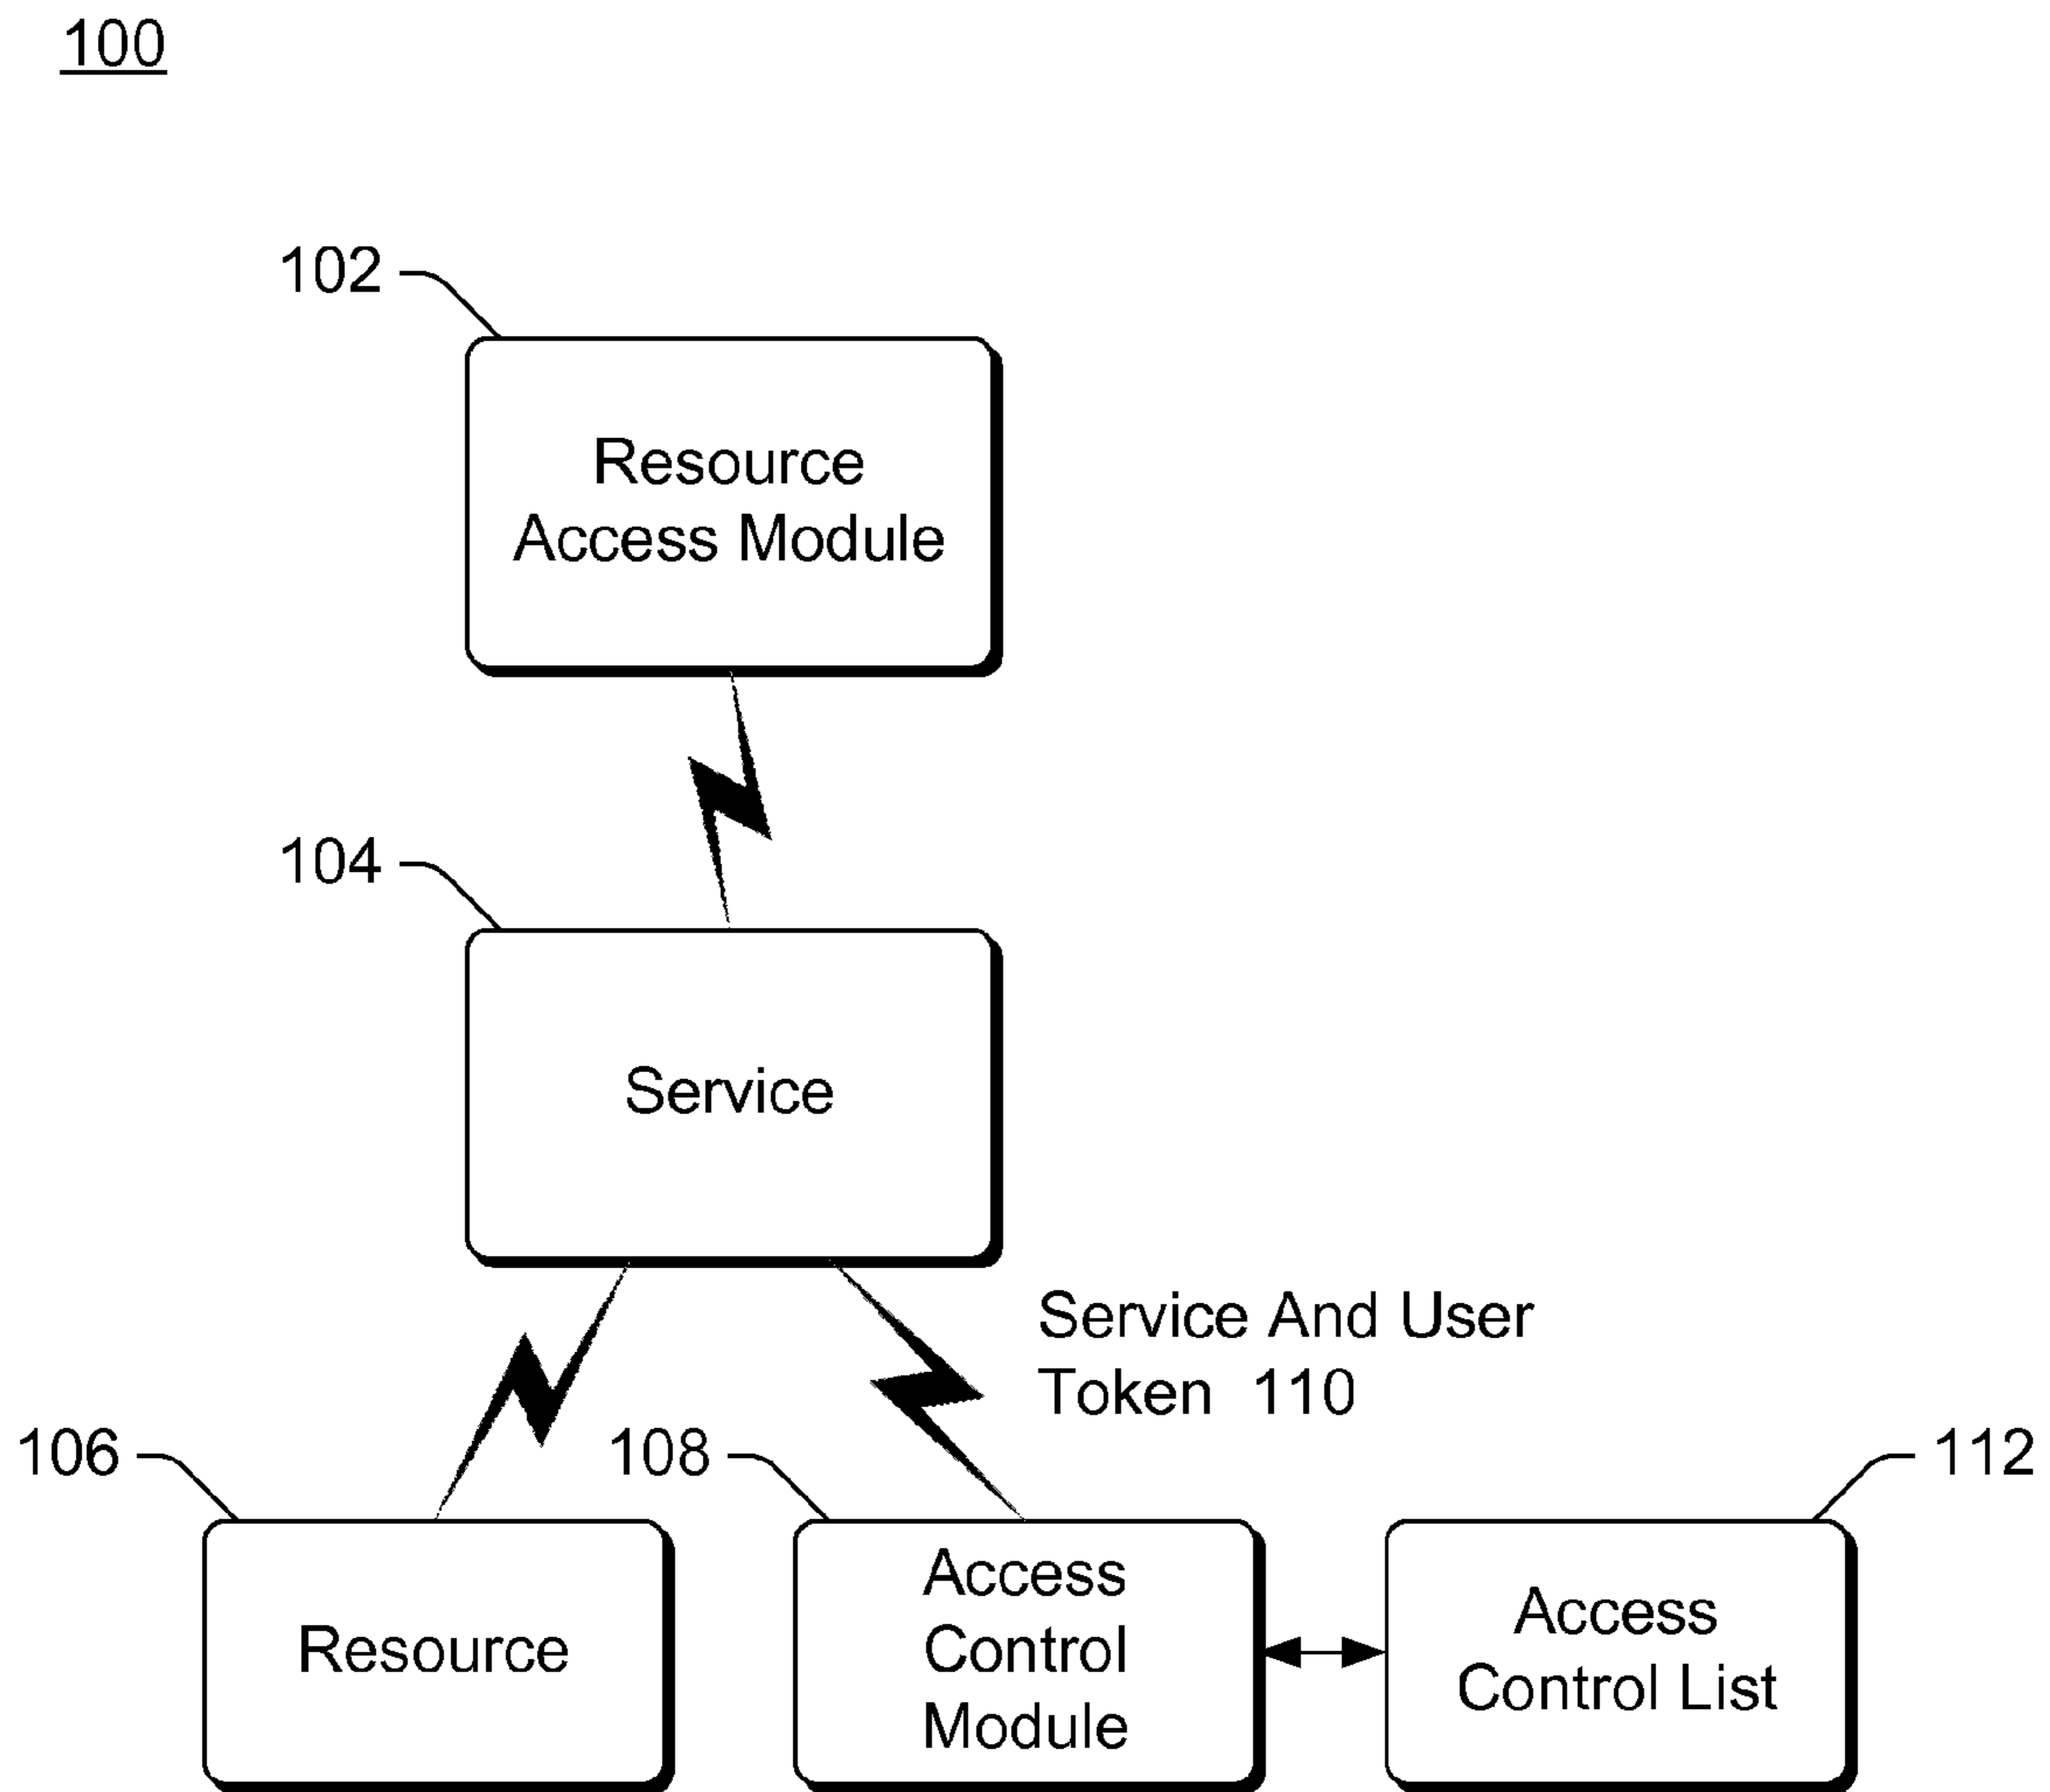 100
102
Resource
Access Module
104
Service
Service And User
Token 110
106
108
112
Resource
Access
Control
Module
Access
Control List